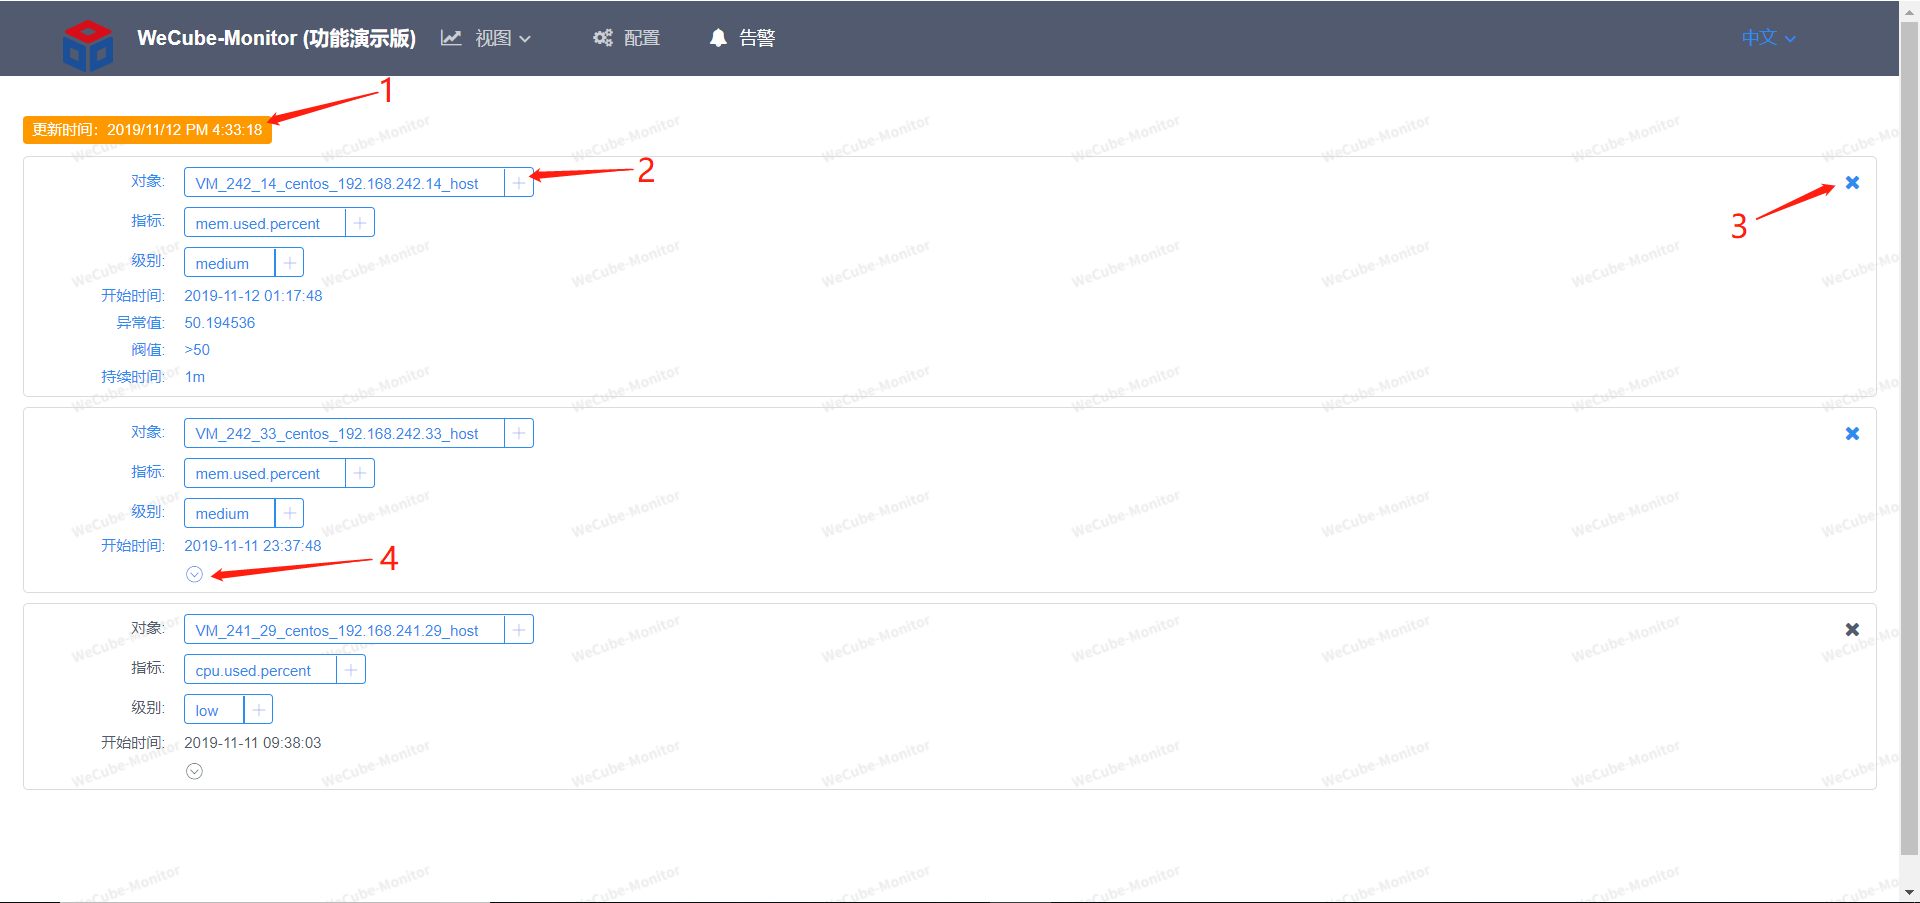 WeCube-Monitor (功能演示版) 视图 配置 告警 中文
1
更新时间：2019/11/12 PM 4:33:18
2
对象: VM_242_14_centos_192.168.242.14_host +
3
指标: mem.used.percent +
级别: medium +
开始时间: 2019-11-12 01:17:48
异常值: 50.194536
阀值: >50
持续时间: 1m
对象: VM_242_33_centos_192.168.242.33_host +
指标: mem.used.percent +
级别: medium +
开始时间: 2019-11-11 23:37:48
4
对象: VM_241_29_centos_192.168.241.29_host +
指标: cpu.used.percent +
级别: low +
开始时间: 2019-11-11 09:38:03
WeCube-Monitor